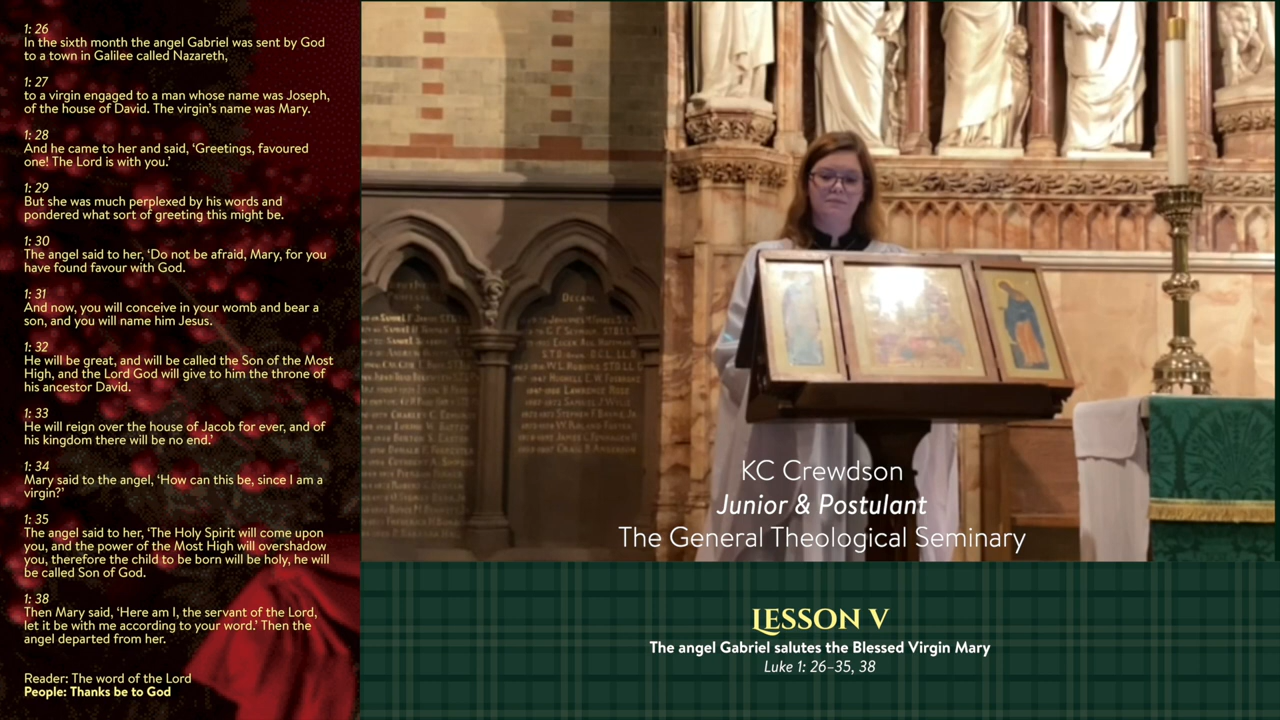 1: 26
In the sixth month the angel Gabriel was sent by God
to a town in Galilee called Nazareth,
1: 27
to a virgin engaged to a man whose name was Joseph,
of the house of David. The virgin's name was Mary.
1: 28
And he came to her and said, ‘Greetings, favoured
one! The Lord is with you.’
1: 29
But she was much perplexed by his words and
pondered what sort of greeting this might be.
1: 30
The angel said to her, ‘Do not be afraid, Mary, for you
have found favour with God.
1: 31
And now, you will conceive in your womb and bear a
son, and you will name him Jesus.
1: 32
He will be great, and will be called the Son of the Most
High, and the Lord God will give to him the throne of
his ancestor David.
1: 33
He will reign over the house of Jacob for ever, and of
his kingdom there will be no end.’
1: 34
Mary said to the angel, ‘How can this be, since I am a
virgin?’
1: 35
The angel said to her, ‘The Holy Spirit will come upon
you, and the power of the Most High will overshadow
you, therefore the child to be born will be holy, he will
be called Son of God.
1: 38
Then Mary said, ‘Here am I, the servant of the Lord,
let it be with me according to your word.’ Then the
angel departed from her.
Reader: The word of the Lord
People: Thanks be to God
KC Crewdson
Junior & Postulant
The General Theological Seminary
LESSON V
The angel Gabriel salutes the Blessed Virgin Mary
Luke 1: 26–35, 38